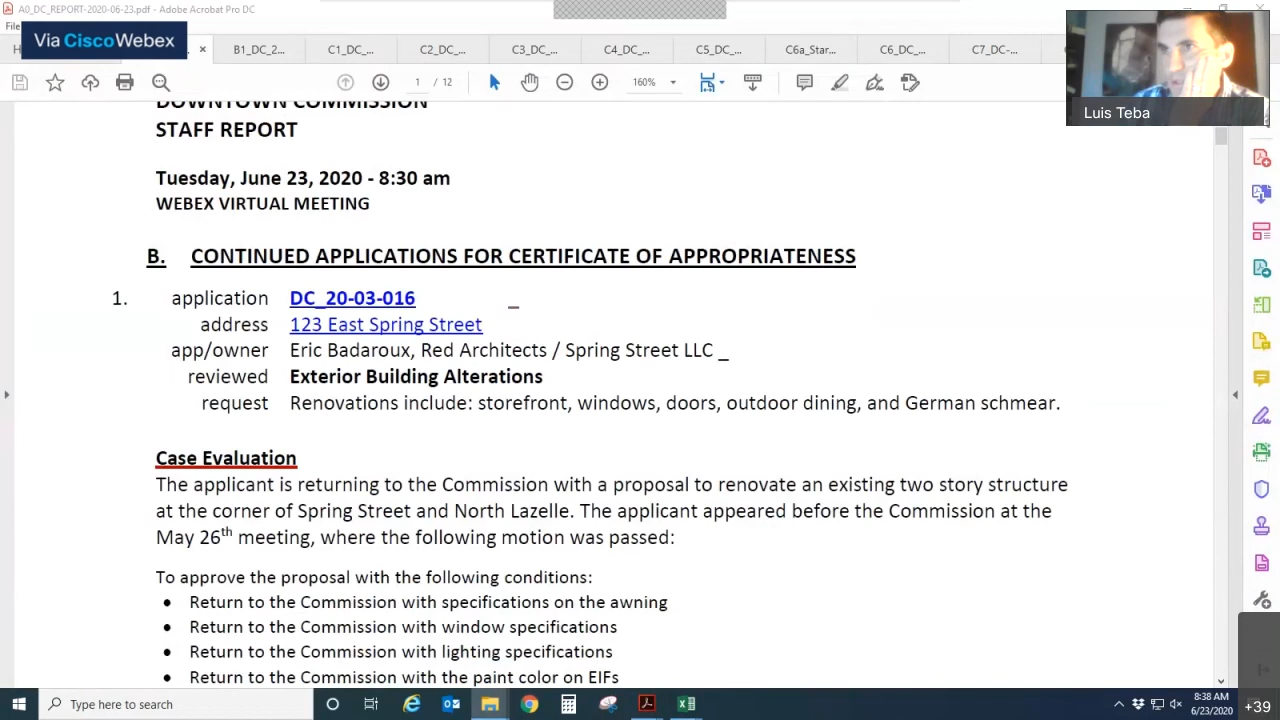 A0_DC_REPORT-2020-06-23.pdf - Adobe Acrobat Pro DC
Via Cisco Webex
B1_DC_2... C1_DC_... C2_DC_... C3_DC_... C4_DC_... C5_DC_... C6a_Star... C6_DC_... C7_DC-...
1 / 12 160%
Luis Teba
DOWNTOWN COMMISSION
STAFF REPORT
Tuesday, June 23, 2020 - 8:30 am
WEBEX VIRTUAL MEETING
B. CONTINUED APPLICATIONS FOR CERTIFICATE OF APPROPRIATENESS
1. application DC_20-03-016
address 123 East Spring Street
app/owner Eric Badaroux, Red Architects / Spring Street LLC _
reviewed Exterior Building Alterations
request Renovations include: storefront, windows, doors, outdoor dining, and German schmear.
Case Evaluation
The applicant is returning to the Commission with a proposal to renovate an existing two story structure
at the corner of Spring Street and North Lazelle. The applicant appeared before the Commission at the
May 26th meeting, where the following motion was passed:
To approve the proposal with the following conditions:
• Return to the Commission with specifications on the awning
• Return to the Commission with window specifications
• Return to the Commission with lighting specifications
• Return to the Commission with the paint color on EIFs
Type here to search
8:38 AM
6/23/2020
+39